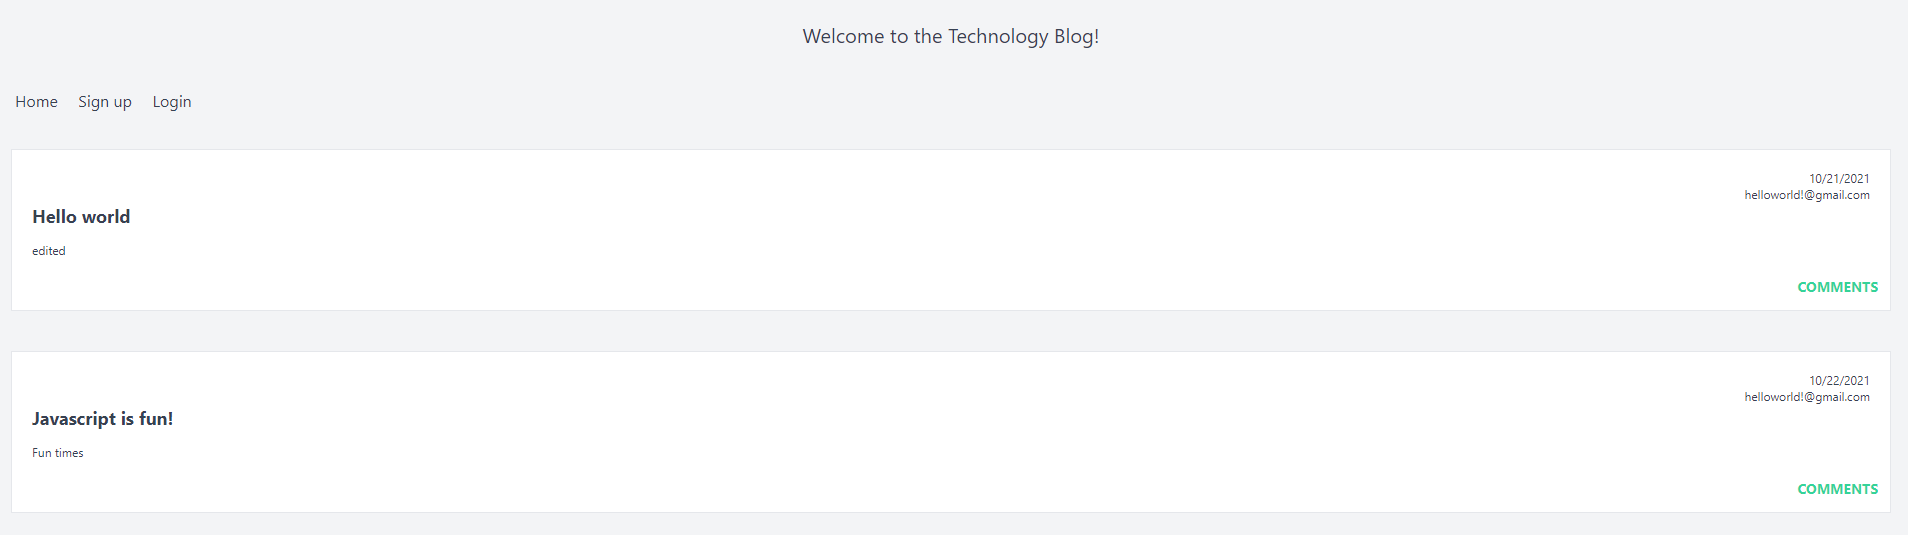 Welcome to the Technology Blog!
Home Sign up Login
10/21/2021
helloworld!@gmail.com
Hello world
edited
COMMENTS
10/22/2021
helloworld!@gmail.com
Javascript is fun!
Fun times
COMMENTS